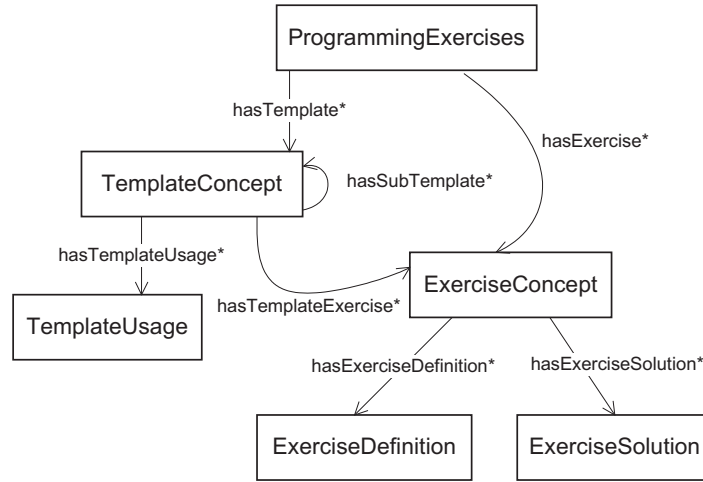 ProgrammingExercises
hasTemplate*
hasExercise*
TemplateConcept
hasSubTemplate*
hasTemplateUsage*
ExerciseConcept
hasTemplateExercise*
TemplateUsage
hasExerciseDefinition*
hasExerciseSolution*
ExerciseDefinition
ExerciseSolution